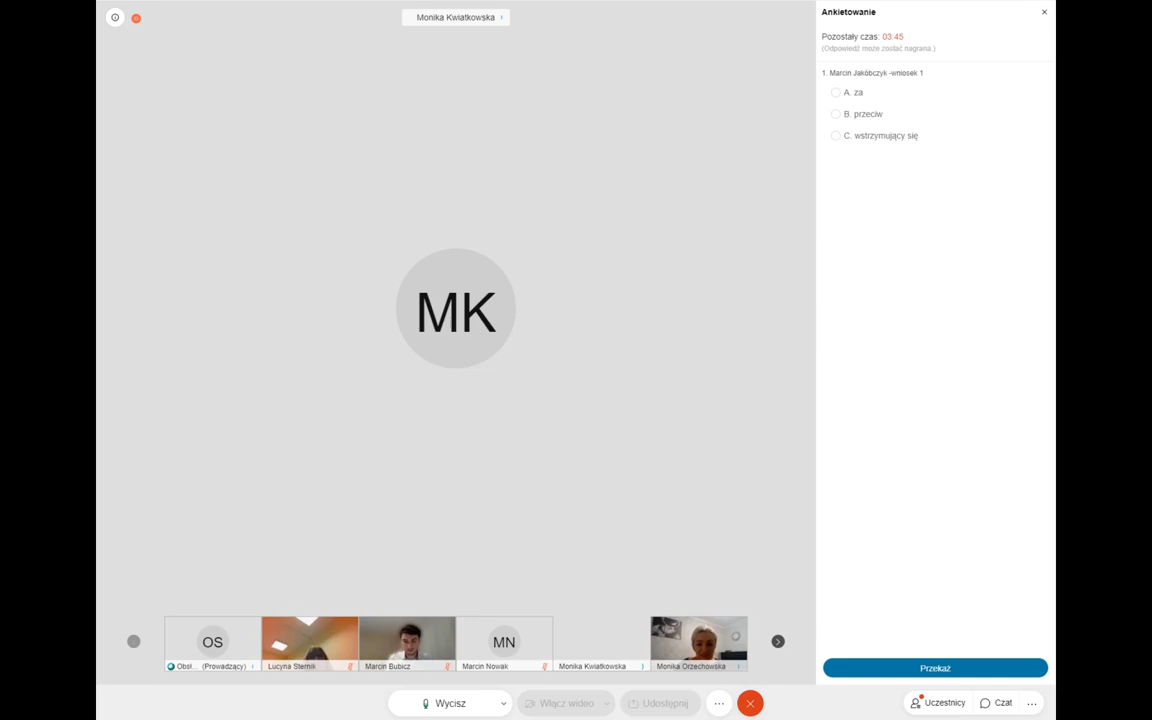 Monika Kwiatkowska
Ankietowanie
Pozostały czas: 03:45
(Odpowiedź może zostać nagrana.)
1. Marcin Jakóbczyk -wniosek 1
A. za
B. przeciw
C. wstrzymujący się
MK
OS
MN
Obsł... (Prowadzący)
Lucyna Sternik
Marcin Bubicz
Marcin Nowak
Monika Kwiatkowska
Monika Orzechowska
Przekaż
Wycisz
Włącz wideo
Udostępnij
Uczestnicy
Czat